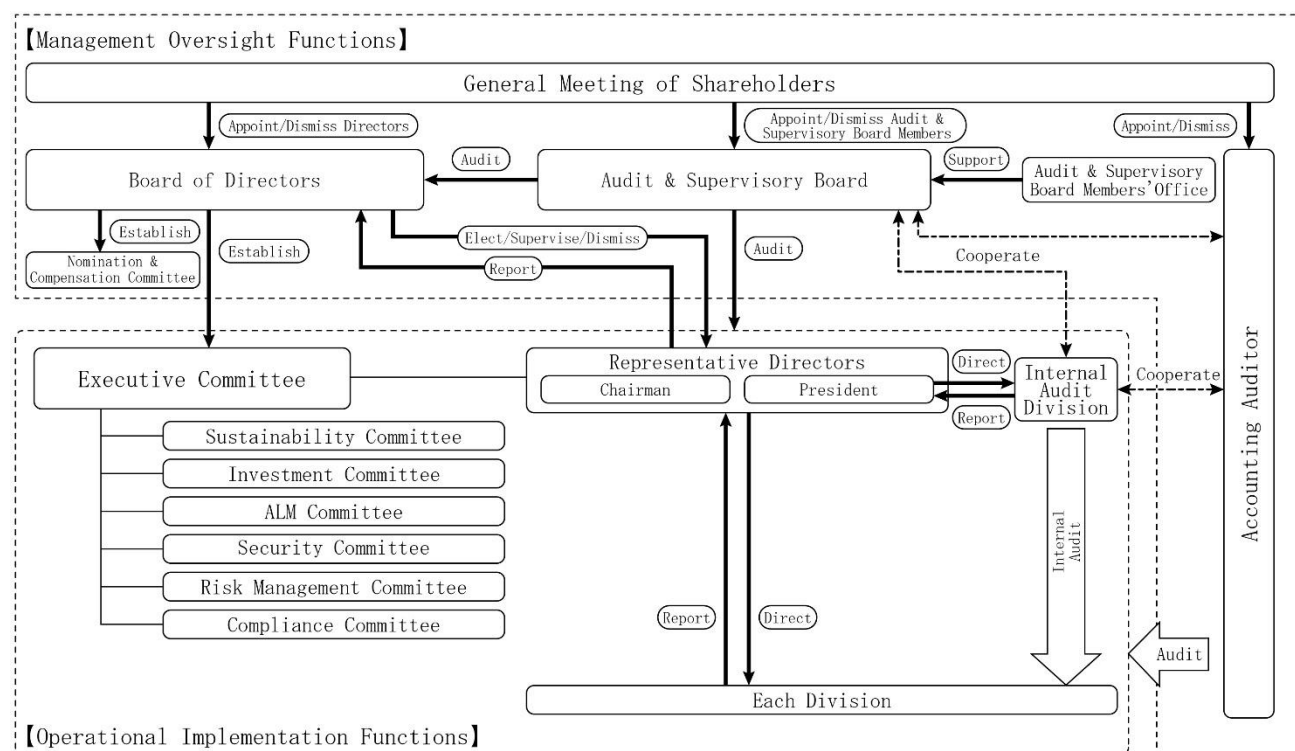 【Management Oversight Functions】
General Meeting of Shareholders
Appoint/Dismiss Directors
Appoint/Dismiss Audit &
Supervisory Board Members
Appoint/Dismiss
Board of Directors
Audit
Audit & Supervisory Board
Support
Audit & Supervisory
Board Members'Office
Establish
Establish
Elect/Supervise/Dismiss
Report
Audit
Cooperate
Nomination &
Compensation Committee
Executive Committee
Representative Directors
Chairman
President
Direct
Report
Internal
Audit
Division
Cooperate
Accounting Auditor
Sustainability Committee
Investment Committee
ALM Committee
Security Committee
Risk Management Committee
Compliance Committee
Internal
Audit
Report
Direct
Audit
Each Division
【Operational Implementation Functions】